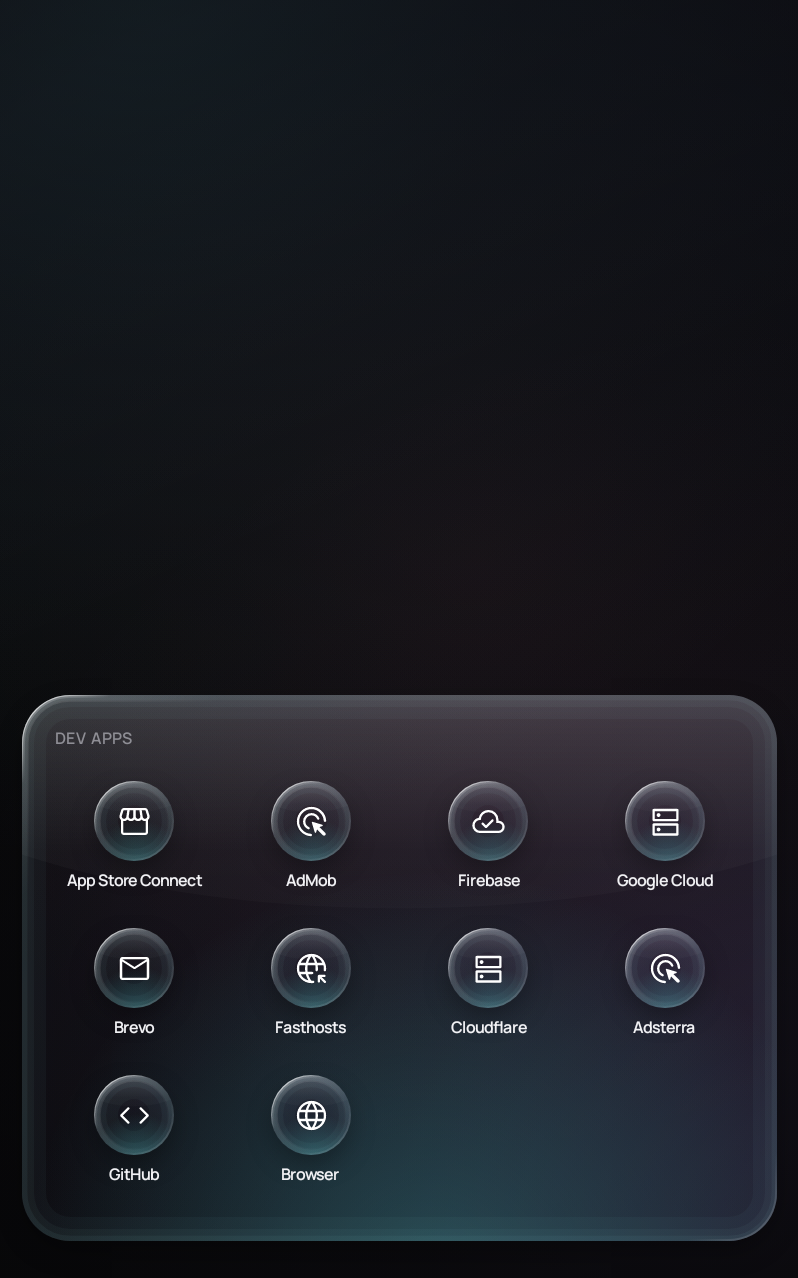 DEV APPS
App Store Connect
AdMob
Firebase
Google Cloud
Brevo
Fasthosts
Cloudflare
Adsterra
GitHub
Browser